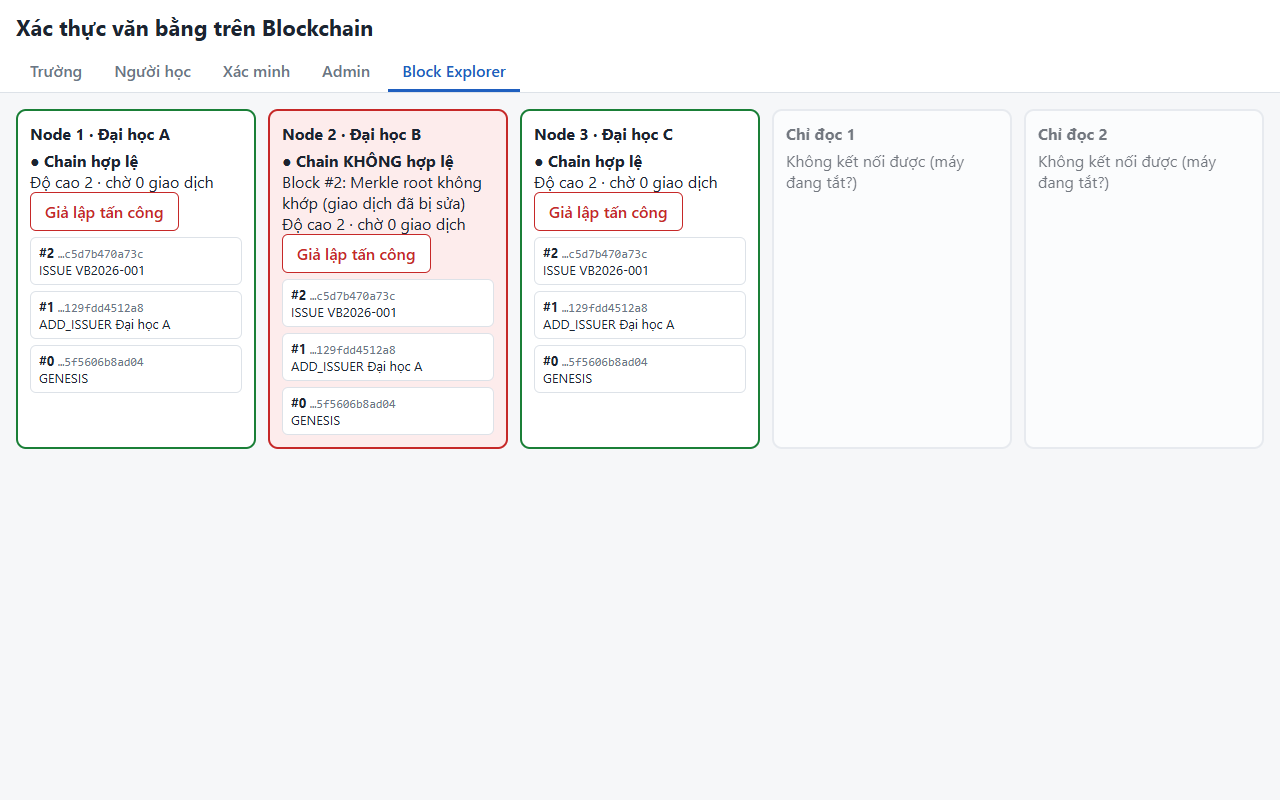 Xác thực văn bằng trên Blockchain
Trường
Người học
Xác minh
Admin
Block Explorer
Node 1 · Đại học A
● Chain hợp lệ
Độ cao 2 · chờ 0 giao dịch
Giả lập tấn công
#2 …c5d7b470a73c
ISSUE VB2026-001
#1 …129fdd4512a8
ADD_ISSUER Đại học A
#0 …5f5606b8ad04
GENESIS
Node 2 · Đại học B
● Chain KHÔNG hợp lệ
Block #2: Merkle root không
khớp (giao dịch đã bị sửa)
Độ cao 2 · chờ 0 giao dịch
Giả lập tấn công
#2 …c5d7b470a73c
ISSUE VB2026-001
#1 …129fdd4512a8
ADD_ISSUER Đại học A
#0 …5f5606b8ad04
GENESIS
Node 3 · Đại học C
● Chain hợp lệ
Độ cao 2 · chờ 0 giao dịch
Giả lập tấn công
#2 …c5d7b470a73c
ISSUE VB2026-001
#1 …129fdd4512a8
ADD_ISSUER Đại học A
#0 …5f5606b8ad04
GENESIS
Chỉ đọc 1
Không kết nối được (máy
đang tắt?)
Chỉ đọc 2
Không kết nối được (máy
đang tắt?)